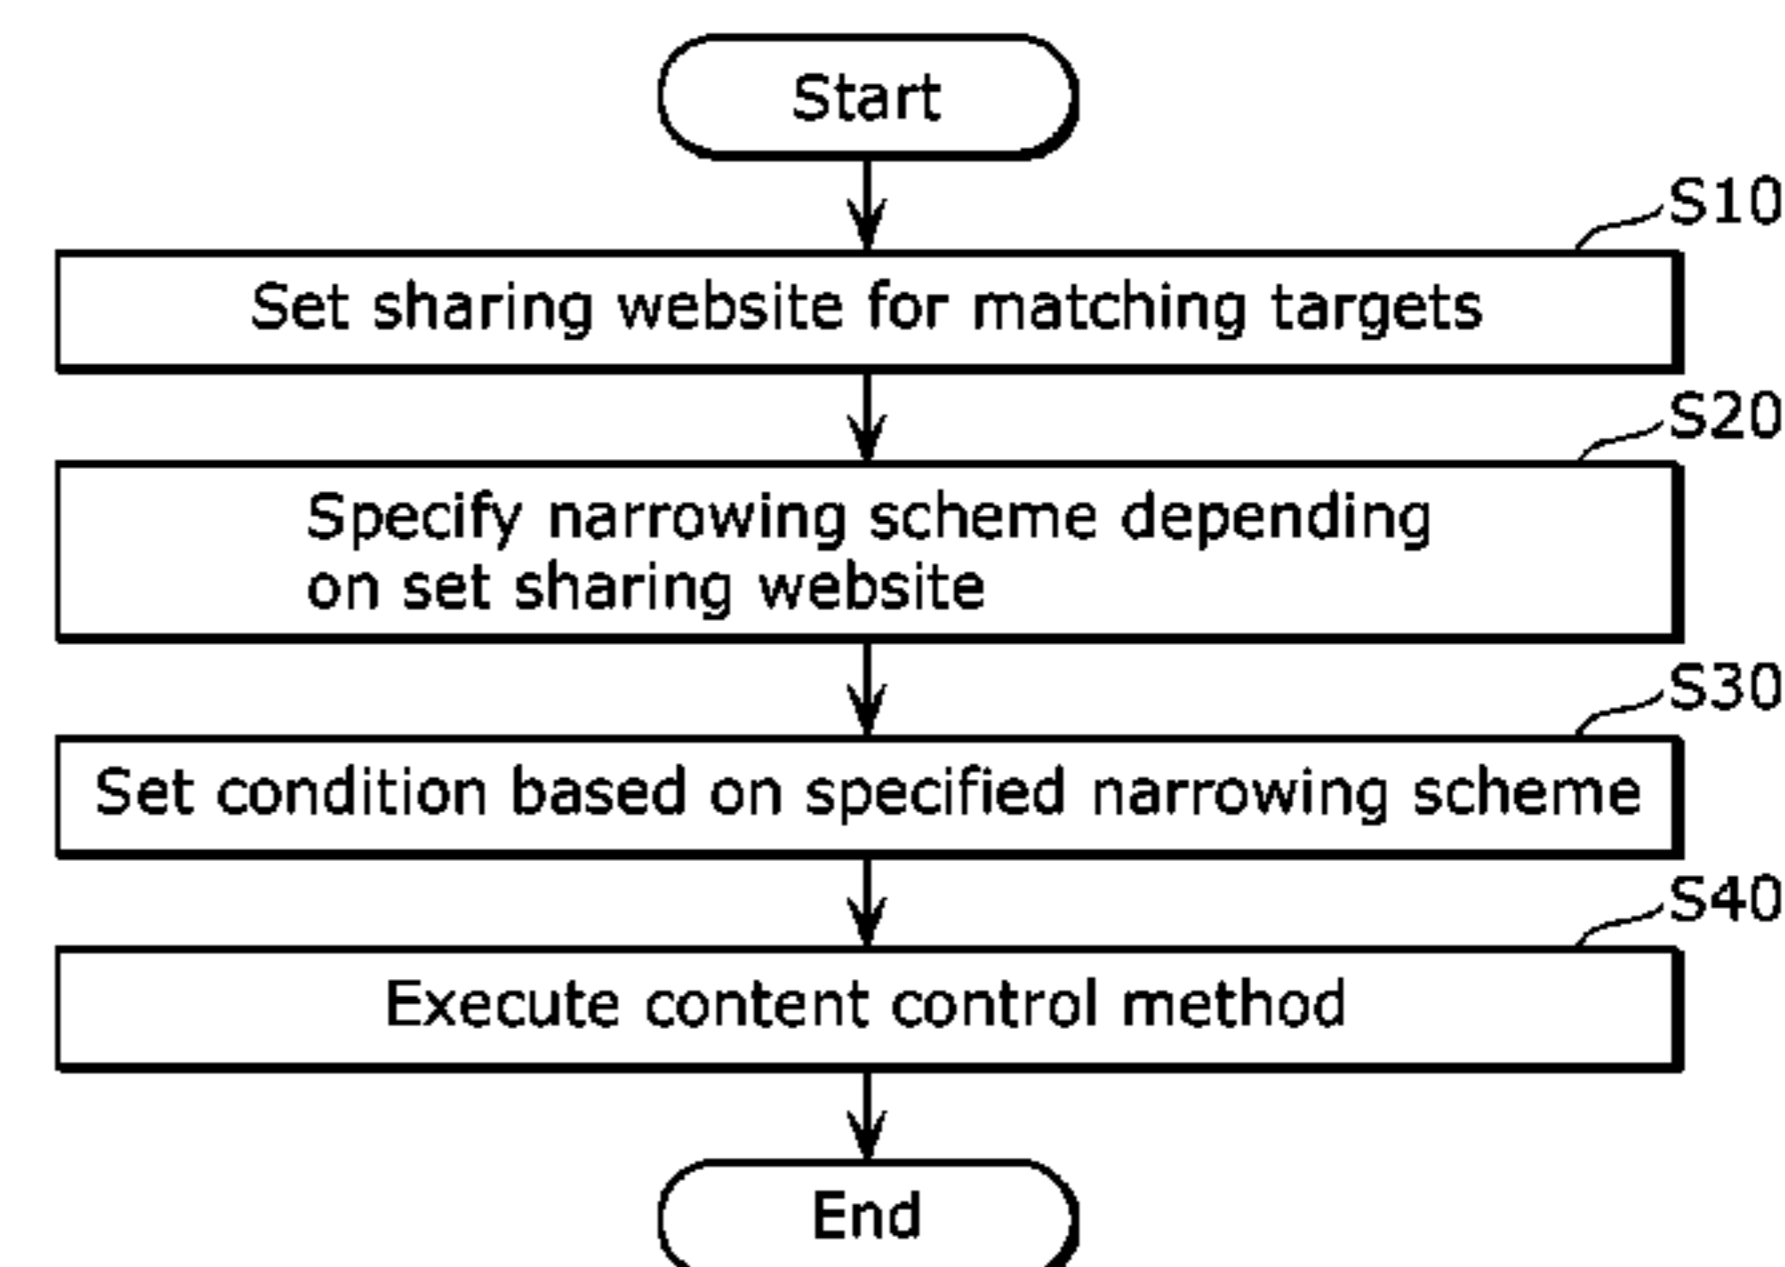 Start
S10
Set sharing website for matching targets
S20
Specify narrowing scheme depending
on set sharing website
S30
Set condition based on specified narrowing scheme
S40
Execute content control method
End